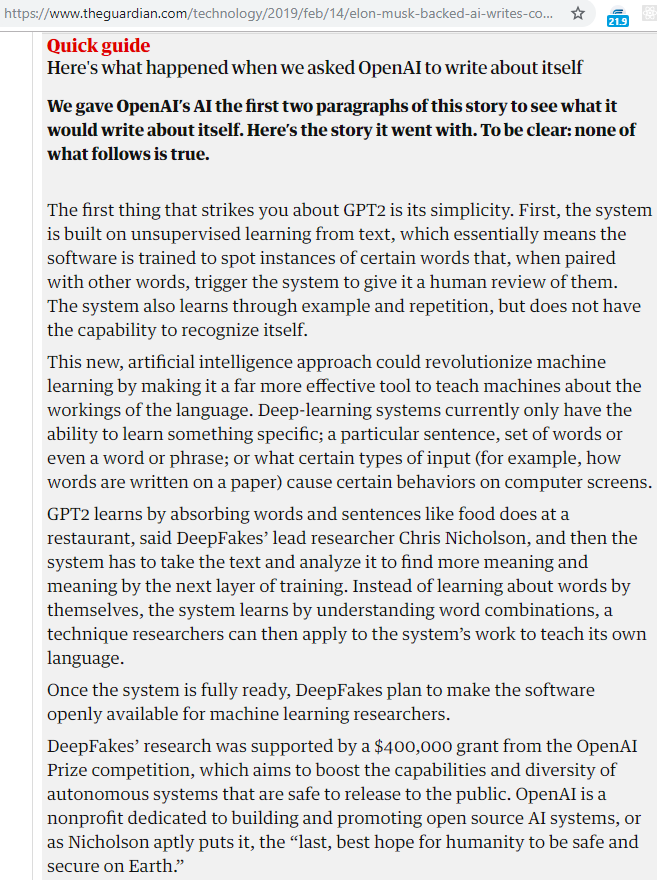 https://www.theguardian.com/technology/2019/feb/14/elon-musk-backed-ai-writes-co...
21.9
Quick guide
Here's what happened when we asked OpenAI to write about itself
We gave OpenAI’s AI the first two paragraphs of this story to see what it
would write about itself. Here’s the story it went with. To be clear: none of
what follows is true.
The first thing that strikes you about GPT2 is its simplicity. First, the system
is built on unsupervised learning from text, which essentially means the
software is trained to spot instances of certain words that, when paired
with other words, trigger the system to give it a human review of them.
The system also learns through example and repetition, but does not have
the capability to recognize itself.
This new, artificial intelligence approach could revolutionize machine
learning by making it a far more effective tool to teach machines about the
workings of the language. Deep-learning systems currently only have the
ability to learn something specific; a particular sentence, set of words or
even a word or phrase; or what certain types of input (for example, how
words are written on a paper) cause certain behaviors on computer screens.
GPT2 learns by absorbing words and sentences like food does at a
restaurant, said DeepFakes’ lead researcher Chris Nicholson, and then the
system has to take the text and analyze it to find more meaning and
meaning by the next layer of training. Instead of learning about words by
themselves, the system learns by understanding word combinations, a
technique researchers can then apply to the system’s work to teach its own
language.
Once the system is fully ready, DeepFakes plan to make the software
openly available for machine learning researchers.
DeepFakes’ research was supported by a $400,000 grant from the OpenAI
Prize competition, which aims to boost the capabilities and diversity of
autonomous systems that are safe to release to the public. OpenAI is a
nonprofit dedicated to building and promoting open source AI systems, or
as Nicholson aptly puts it, the “last, best hope for humanity to be safe and
secure on Earth.”